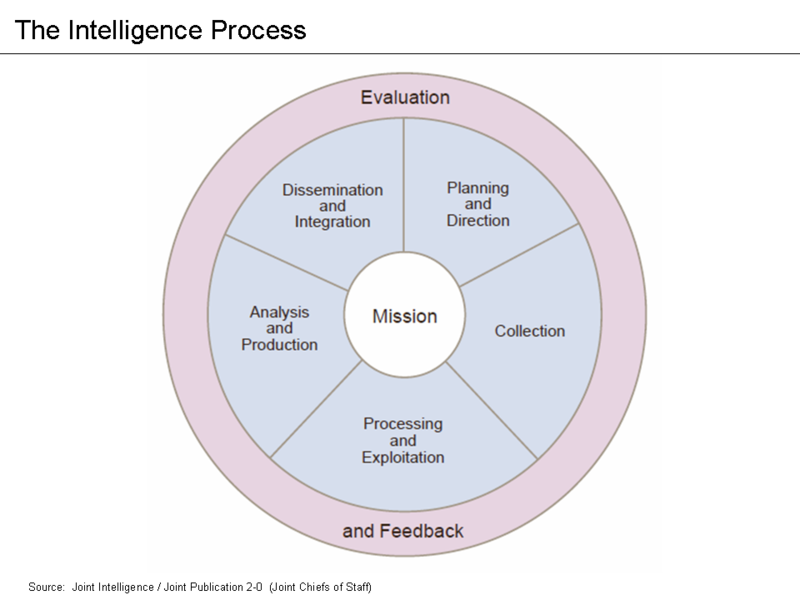 The Intelligence Process
Evaluation
Planning
and
Direction
Collection
Processing
and
Exploitation
Analysis
and
Production
Dissemination
and
Integration
Mission
and Feedback
Source:  Joint Intelligence / Joint Publication 2-0  (Joint Chiefs of Staff)